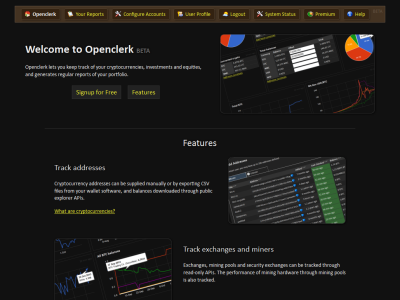 Openclerk Your Reports Configure Accounts User Profile Logout System Status Premium Help
Welcome to Openclerk BETA
Openclerk lets you keep track of your cryptocurrencies, investments and equities,
and generates regular reports of your portfolio.
Signup for Free Features
Features
Track addresses
Cryptocurrency addresses can be supplied manually or by exporting CSV
files from your wallet software, and balances downloaded through public
explorer APIs.
What are cryptocurrencies?
Track exchanges and miners
Exchanges, mining pools and security exchanges can be tracked through
read-only APIs. The performance of mining hardware through mining pools
is also tracked.